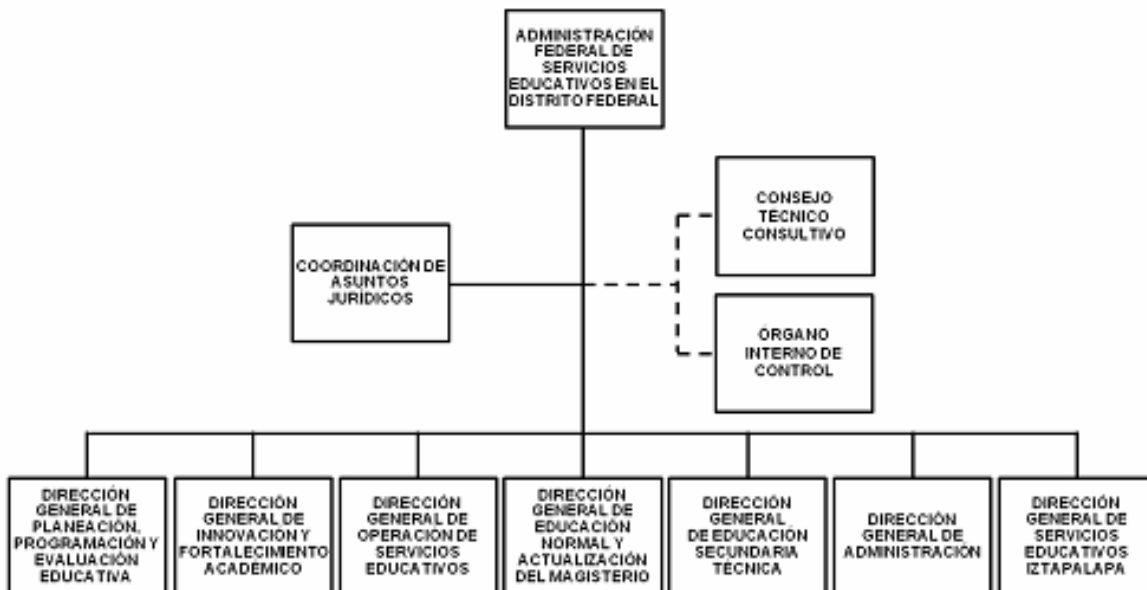 ADMINISTRACIÓN
FEDERAL DE
SERVICIOS
EDUCATIVOS EN EL
DISTRITO FEDERAL
CONSEJO
TÉCNICO
CONSULTIVO
COORDINACIÓN DE
ASUNTOS
JURÍDICOS
ÓRGANO
INTERNO DE
CONTROL
DIRECCIÓN
GENERAL DE
PLANEACIÓN,
PROGRAMACIÓN Y
EVALUACIÓN
EDUCATIVA
DIRECCIÓN
GENERAL DE
INNOVACIÓN Y
FORTALECIMIENTO
ACADÉMICO
DIRECCIÓN
GENERAL DE
OPERACIÓN DE
SERVICIOS
EDUCATIVOS
DIRECCIÓN
GENERAL DE
EDUCACIÓN
NORMAL Y
ACTUALIZACIÓN
DEL MAGISTERIO
DIRECCIÓN
GENERAL
DE EDUCACIÓN
SECUNDARIA
TÉCNICA
DIRECCIÓN
GENERAL DE
ADMINISTRACIÓN
DIRECCIÓN
GENERAL DE
SERVICIOS
EDUCATIVOS
IZTAPALAPA